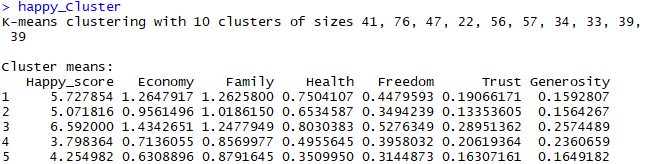 > happy_Cluster
K-means clustering with 10 clusters of sizes 41, 76, 47, 22, 56, 57, 34, 33, 39,
39
Cluster means:
Happy_score Economy Family Health Freedom Trust Generosity
1 5.727854 1.2647917 1.2625800 0.7504107 0.4479593 0.19066171 0.1592807
2 5.071816 0.9561496 1.0186150 0.6534587 0.3494239 0.13353605 0.1564267
3 6.592000 1.4342651 1.2477949 0.8030383 0.5276349 0.28951362 0.2574489
4 3.798364 0.7136055 0.8569977 0.4955645 0.3958032 0.20619364 0.2360659
5 4.254982 0.6308896 0.8791645 0.3509950 0.3144873 0.16307161 0.1649182